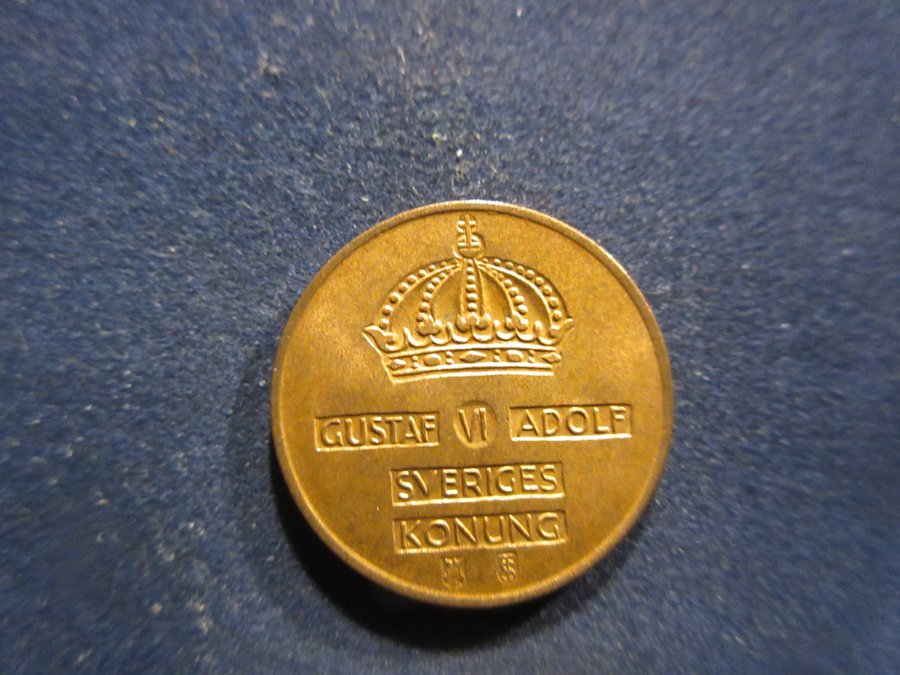 GUSTAF VI ADOLF
SVERIGES
KONUNG